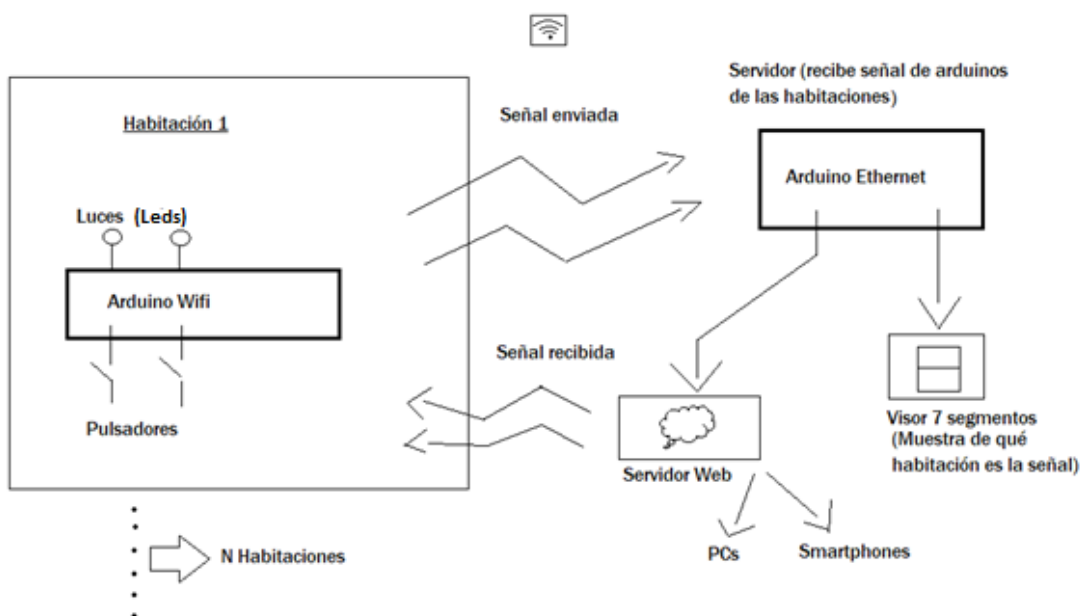 Servidor (recibe señal de arduinos
de las habitaciones)
Señal enviada
Habitación 1
Arduino Ethernet
Luces (Leds)
Arduino Wifi
Señal recibida
Pulsadores
Visor 7 segmentos
(Muestra de qué
habitación es la señal)
Servidor Web
N Habitaciones
PCs
Smartphones